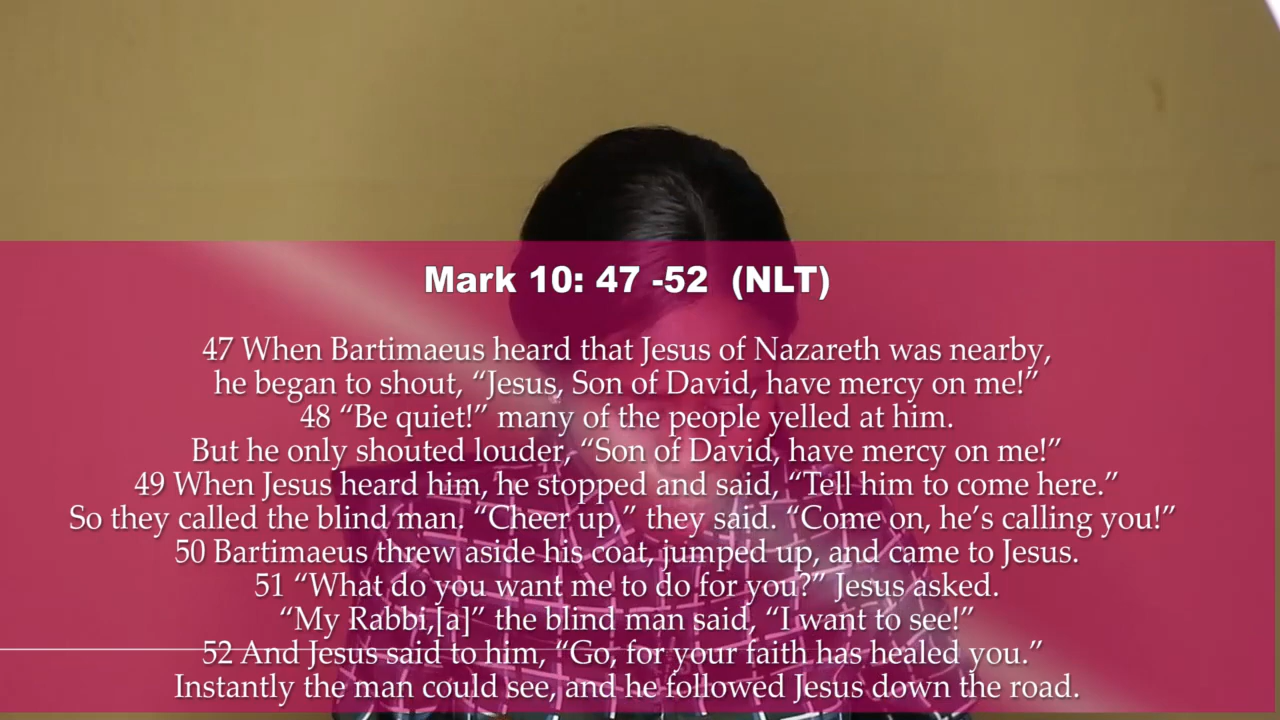 Mark 10: 47 -52 (NLT)
47 When Bartimaeus heard that Jesus of Nazareth was nearby,
he began to shout, “Jesus, Son of David, have mercy on me!”
48 “Be quiet!” many of the people yelled at him.
But he only shouted louder, “Son of David, have mercy on me!”
49 When Jesus heard him, he stopped and said, “Tell him to come here.”
So they called the blind man. “Cheer up,” they said. “Come on, he’s calling you!”
50 Bartimaeus threw aside his coat, jumped up, and came to Jesus.
51 “What do you want me to do for you?” Jesus asked.
“My Rabbi,[a]” the blind man said, “I want to see!”
52 And Jesus said to him, “Go, for your faith has healed you.”
Instantly the man could see, and he followed Jesus down the road.